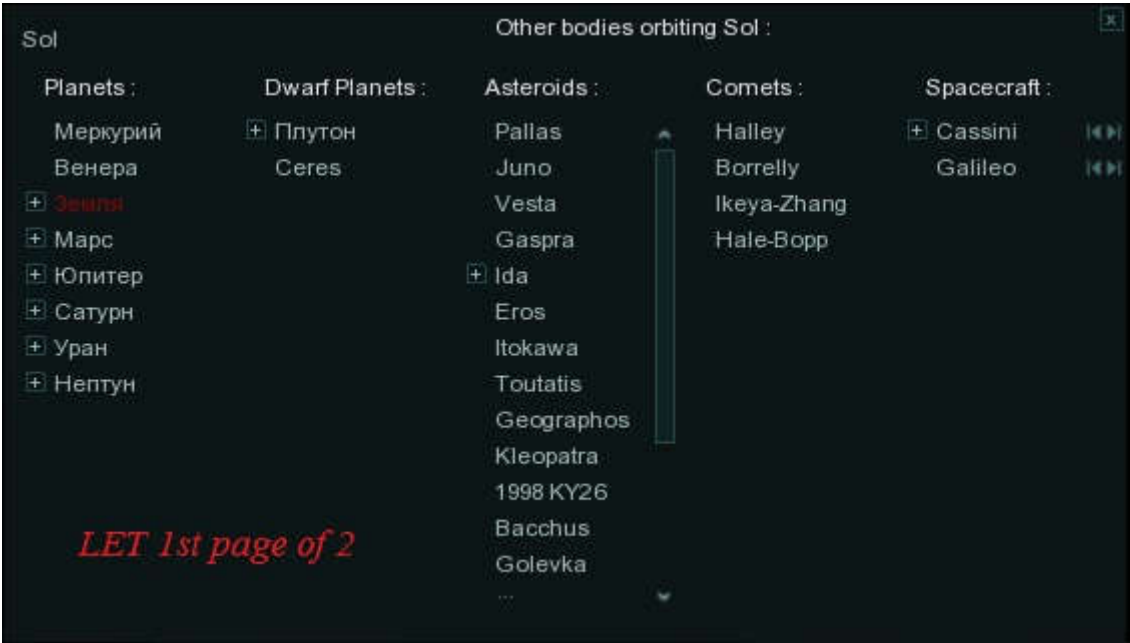 Sol
Other bodies orbiting Sol :
Planets :
Меркурий
Венера
Земля
Марс
Юпитер
Сатурн
Уран
Нептун
Dwarf Planets :
Плутон
Ceres
Asteroids :
Pallas
Juno
Vesta
Gaspra
Ida
Eros
Itokawa
Toutatis
Geographos
Kleopatra
1998 KY26
Bacchus
Golevka
...
Comets :
Halley
Borrelly
Ikeya-Zhang
Hale-Bopp
Spacecraft :
Cassini
Galileo
LET 1st page of 2